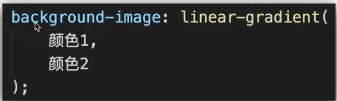 background-image: linear-gradient(
颜色1,
颜色2
);